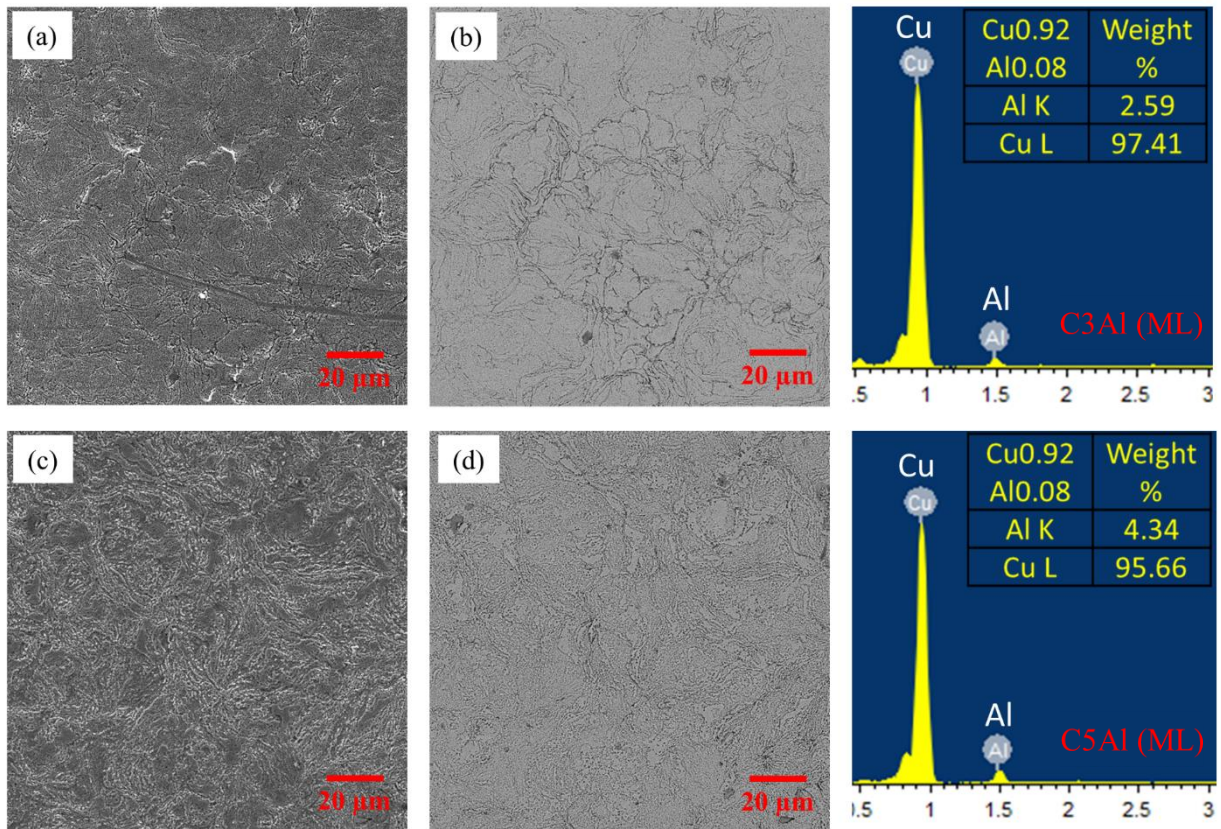 (a)
20 µm
(b)
20 µm
Cu
Cu
Cu0.92 Weight
Al0.08 %
Al K 2.59
Cu L 97.41
Al
Al
C3Al (ML)
0.5 1 1.5 2 2.5 3
(c)
20 µm
(d)
20 µm
Cu
Cu
Cu0.92 Weight
Al0.08 %
Al K 4.34
Cu L 95.66
Al
Al
C5Al (ML)
0.5 1 1.5 2 2.5 3